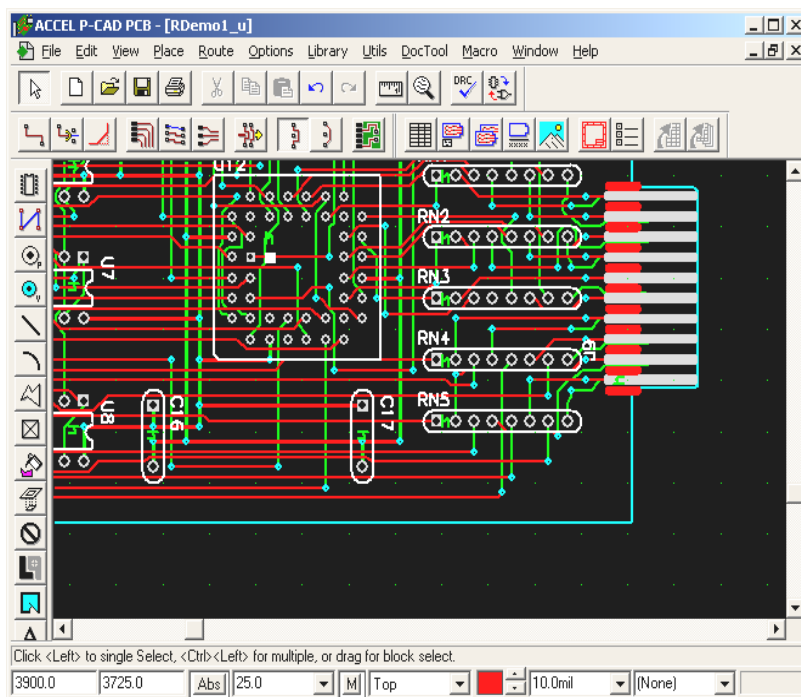 ACCEL P-CAD PCB - [RDemo1_u]
File Edit View Place Route Options Library Utils DocTool Macro Window Help
DRC
U12
RN2
U7
RN3
RN4
RN5
U8
C16
C17
Click <Left> to single Select, <Ctrl><Left> for multiple, or drag for block select.
3900.0 3725.0 Abs 25.0 M Top 10.0mil (None)